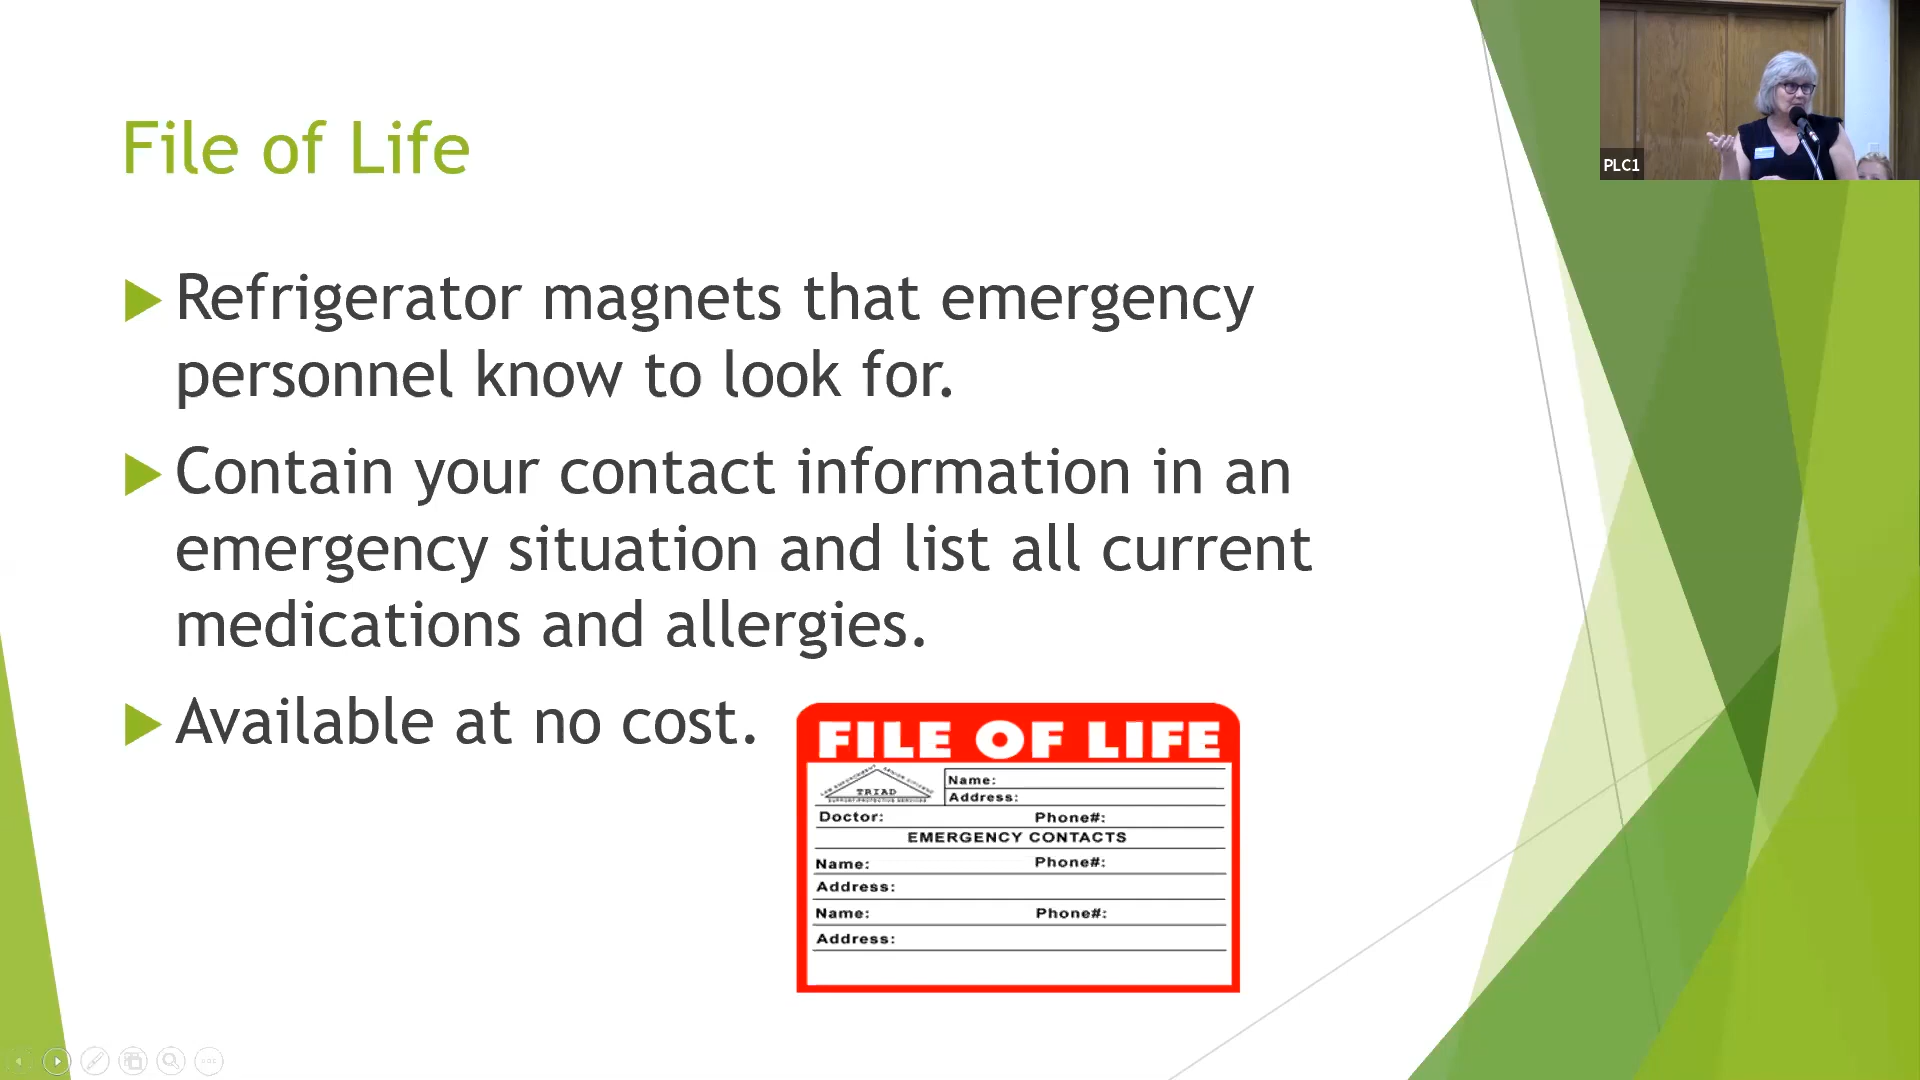 File of Life
PLC1
Refrigerator magnets that emergency
personnel know to look for.
Contain your contact information in an
emergency situation and list all current
medications and allergies.
Available at no cost.
FILE OF LIFE
TRIAD
Name:
Address:
Doctor: Phone#:
EMERGENCY CONTACTS
Name: Phone#:
Address:
Name: Phone#:
Address: